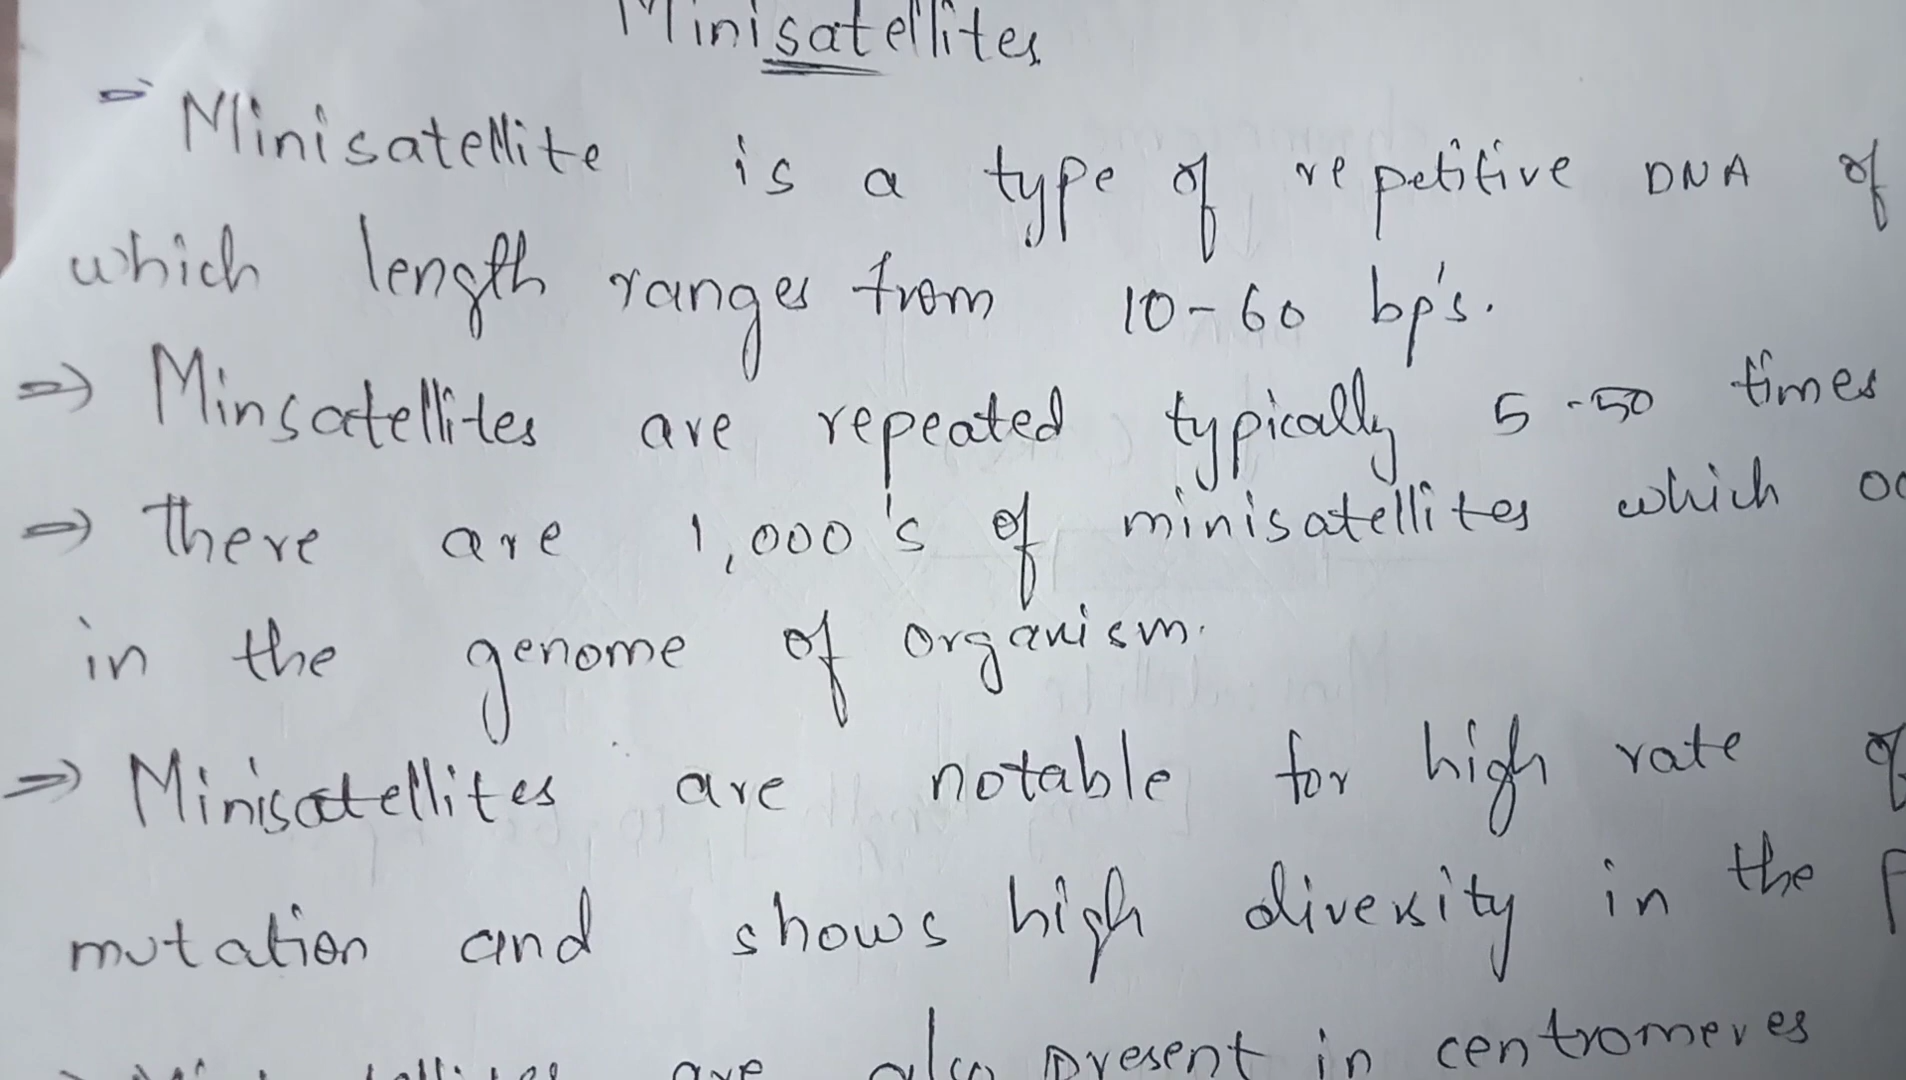 Minisatellites
⇒ Minisatellite is a type of repetitive DNA of
which length ranges from 10-60 bp's.
⇒ Minsatellites are repeated typically 5-50 times
⇒ there are 1,000's of minisatellites which
in the genome of organism.
⇒ Minisatellites are notable for high rate of
mutation and shows high diversity in the
are also present in centromeres